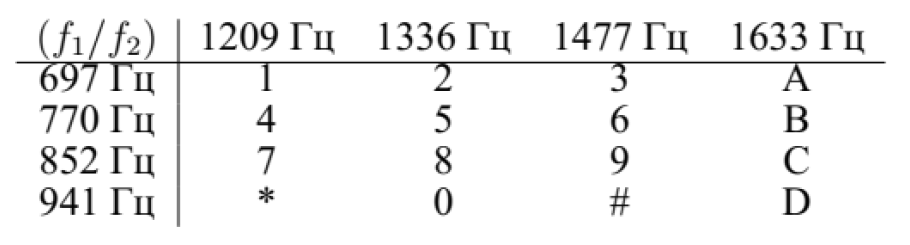 (f₁/f₂) 1209 Гц 1336 Гц 1477 Гц 1633 Гц
697 Гц 1 2 3 A
770 Гц 4 5 6 B
852 Гц 7 8 9 C
941 Гц * 0 # D